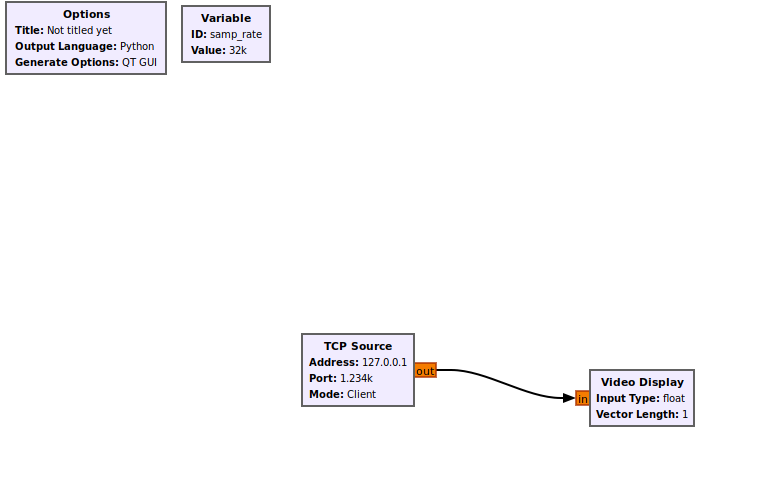 Options
Title: Not titled yet
Output Language: Python
Generate Options: QT GUI
Variable
ID: samp_rate
Value: 32k
TCP Source
Address: 127.0.0.1
Port: 1.234k
Mode: Client
out
in
Video Display
Input Type: float
Vector Length: 1